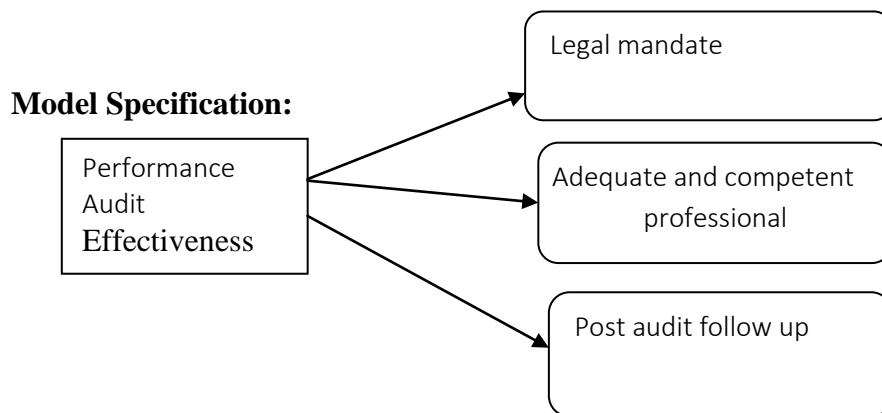 Legal mandate
Model Specification:
Performance
Audit
Effectiveness
Adequate and competent
professional
Post audit follow up